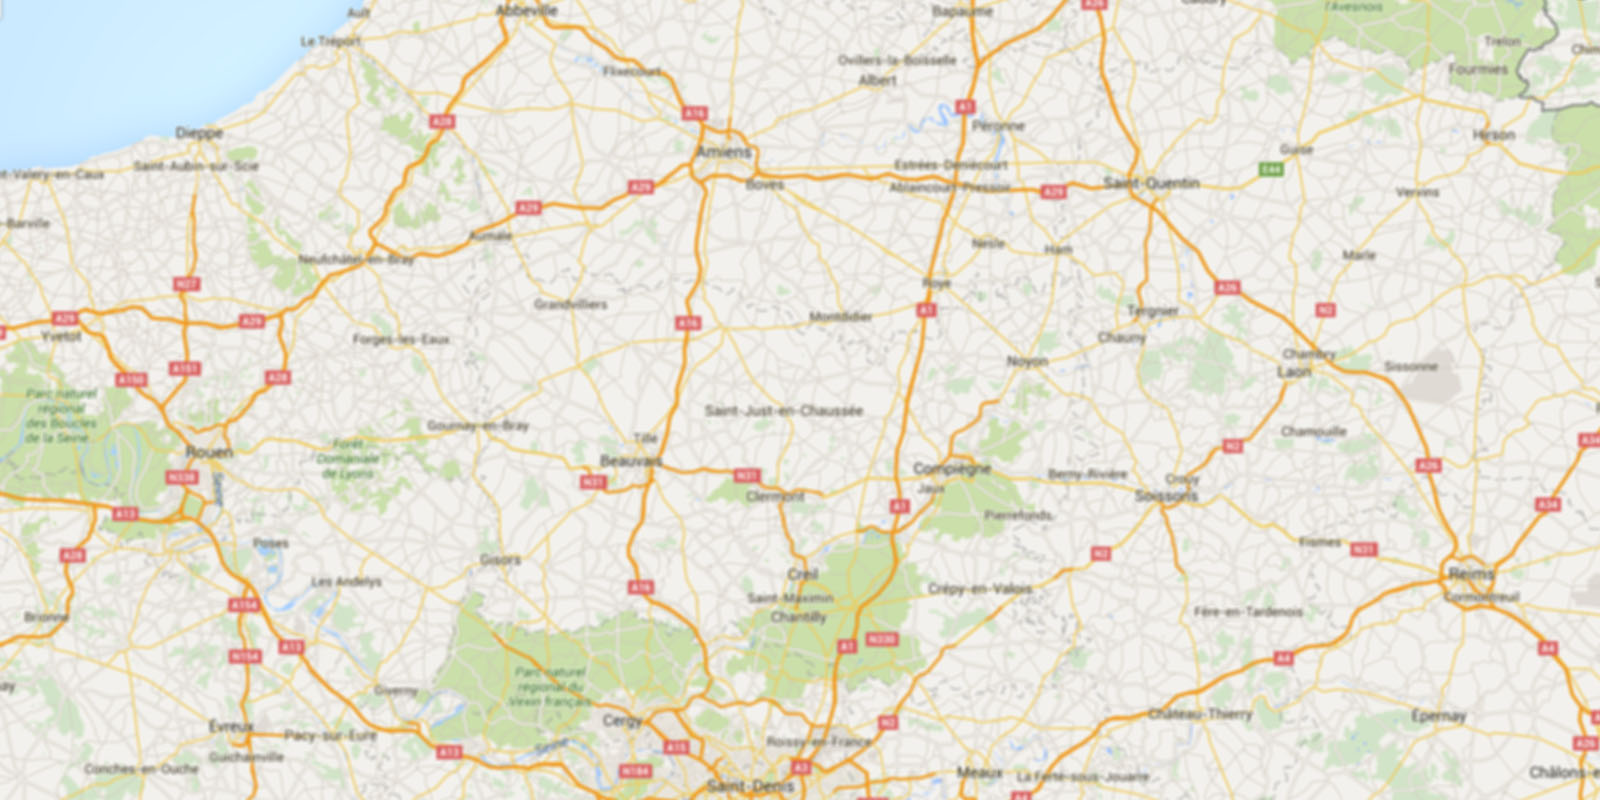 Ault
Abbeville
Bapaume
A26
l'Avesnois
Le Tréport
Trelon
Ovillers-la-Boisselle
Flixecourt
Albert
Fourmies
A16
A1
A28
Péronne
Dieppe
Hirson
Amiens
Guise
Saint-Aubin-sur-Scie
Estrées-Deniécourt
E44
Boves
A29
Ablaincourt-Pressoir
A29
Saint-Quentin
Vervins
A29
-Barville
Aumale
Nesle
Ham
Marle
Neufchâtel-en-Bray
N27
Roye
A26
Grandvilliers
Tergnier
N2
A29
A29
A16
Montdidier
A1
Yvetot
Forges-les-Eaux
Chauny
Chambry
Noyon
Laon
Sissonne
A151
A150
A28
Parc naturel
régional
des Boucles
de la Seine
Saint-Just-en-Chaussée
Gournay-en-Bray
Tillé
Champouille
Rouen
Forêt
Domaniale
de Lyons
Beauvais
N2
A34
Compiègne
A26
N338
N31
N31
Jaux
Berny-Rivière
Crouy
Seine
Clermont
Soissons
A13
A1
A34
Pierrefonds
A28
Poses
Fismes
N31
N2
Gisors
Les Andelys
Creil
Reims
A16
Crépy-en-Valois
A154
Saint-Maximin
Cormontreuil
Brionne
Chantilly
Fère-en-Tardenois
A13
A1
N330
A4
N154
A4
Parc naturel
régional du
Vexin français
Giverny
Évreux
Cergy
N2
Château-Thierry
Épernay
Pacy-sur-Eure
Seine
A15
Roissy-en-France
A26
Guichainville
A13
Conches-en-Ouche
N184
A3
Meaux
La Ferté-sous-Jouarre
Saint-Denis
A4
Châlons-e